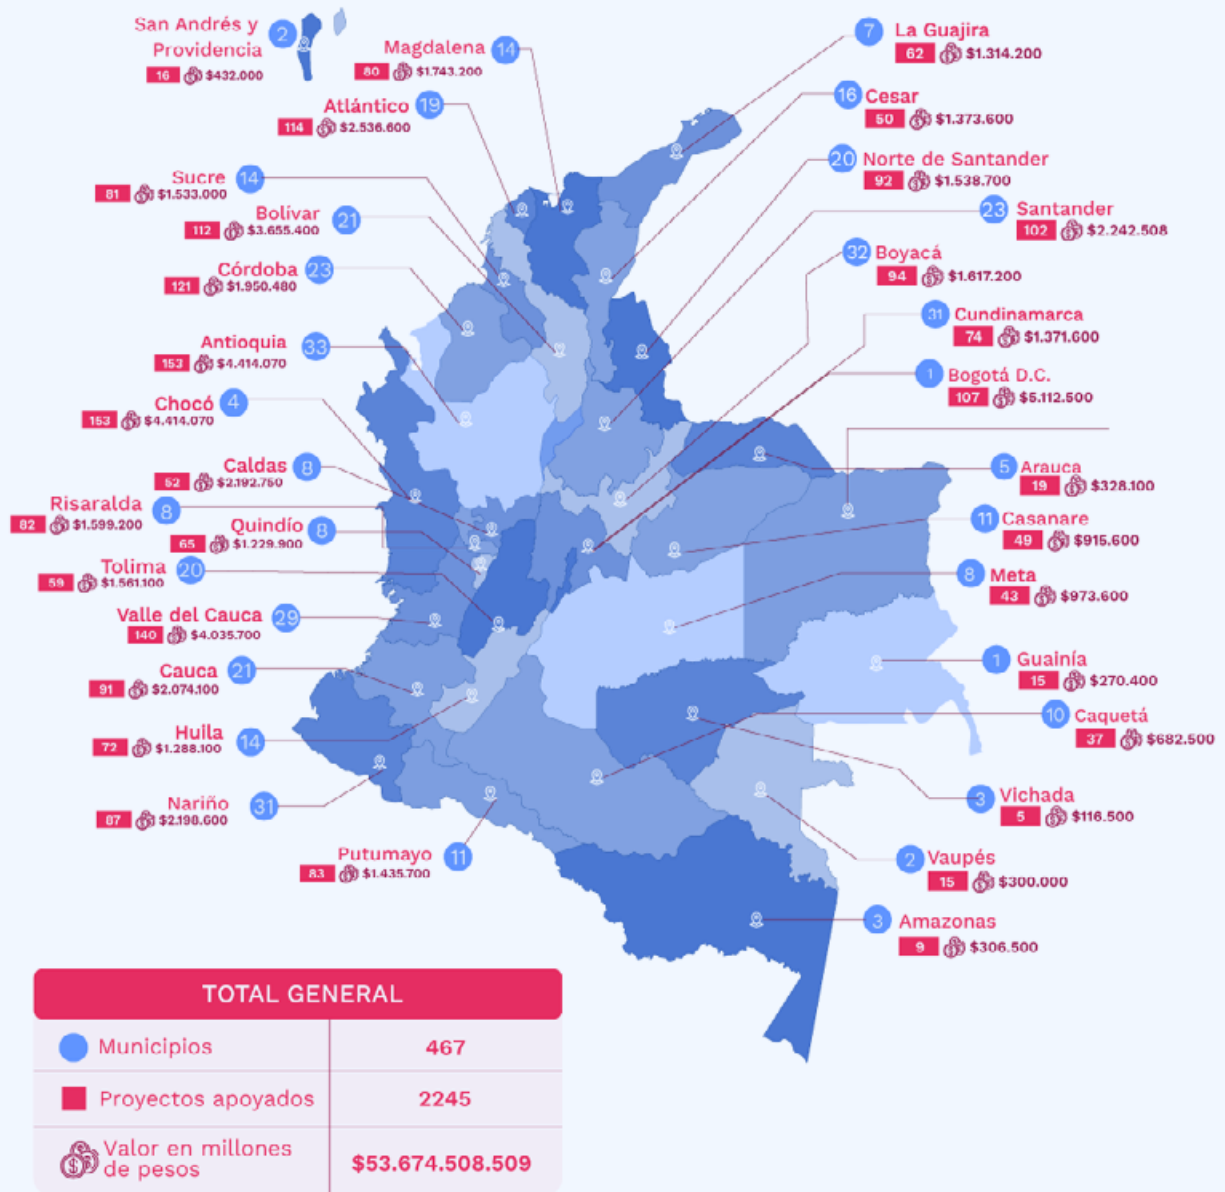 San Andrés y
Providencia
2
16 $432.000
Magdalena 14
80 $1.743.200
Atlántico 19
114 $2.536.600
Sucre 14
81 $1.533.000
Bolívar 21
112 $3.655.400
Córdoba 23
121 $1.950.480
Antioquia 33
153 $4.414.070
Chocó 4
153 $4.414.070
Caldas 8
52 $2.192.750
Risaralda 8
82 $1.599.200
Quindío 8
65 $1.229.900
Tolima 20
59 $1.561.100
Valle del Cauca 29
140 $4.035.700
Cauca 21
91 $2.074.100
Huila 14
72 $1.288.100
Nariño 31
87 $2.198.600
Putumayo 11
83 $1.435.700
7 La Guajira
62 $1.314.200
16 Cesar
50 $1.373.600
20 Norte de Santander
92 $1.538.700
23 Santander
102 $2.242.508
32 Boyacá
94 $1.617.200
31 Cundinamarca
74 $1.371.600
1 Bogotá D.C.
107 $5.112.500
5 Arauca
19 $328.100
11 Casanare
49 $915.600
8 Meta
43 $973.600
1 Guainía
15 $270.400
10 Caquetá
37 $682.500
3 Vichada
5 $116.500
2 Vaupés
15 $300.000
3 Amazonas
9 $306.500
TOTAL GENERAL
Municipios 467
Proyectos apoyados 2245
Valor en millones
de pesos
$53.674.508.509